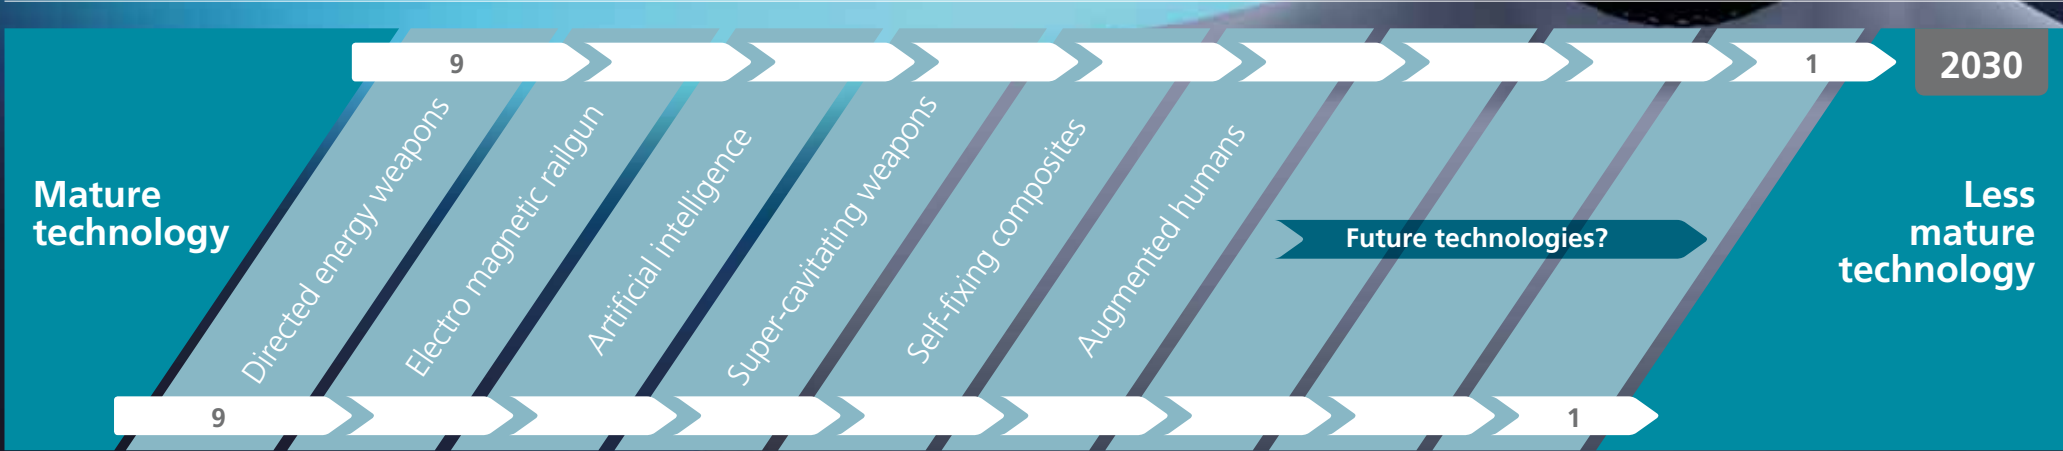 9
1
2030
Mature
technology
Directed energy weapons
Electro magnetic railgun
Artificial intelligence
Super-cavitating weapons
Self-fixing composites
Augmented humans
Future technologies?
Less
mature
technology
9
1